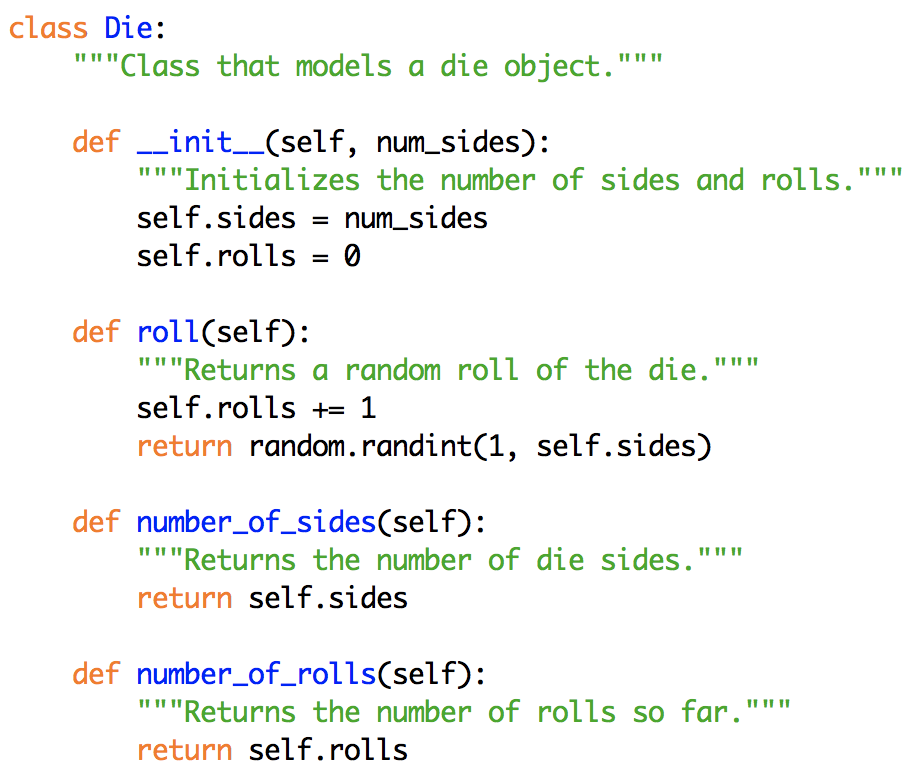 class Die:
    """Class that models a die object."""

    def __init__(self, num_sides):
        """Initializes the number of sides and rolls."""
        self.sides = num_sides
        self.rolls = 0

    def roll(self):
        """Returns a random roll of the die."""
        self.rolls += 1
        return random.randint(1, self.sides)

    def number_of_sides(self):
        """Returns the number of die sides."""
        return self.sides

    def number_of_rolls(self):
        """Returns the number of rolls so far."""
        return self.rolls